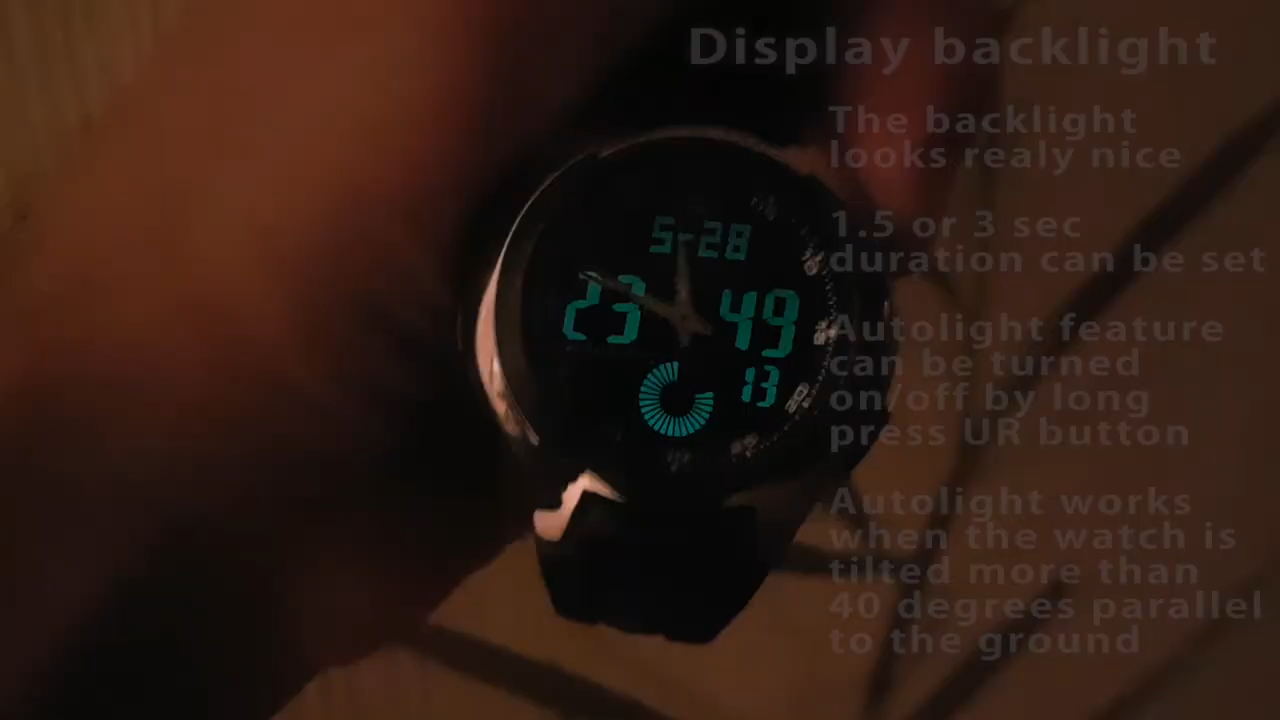 Display backlight
The backlight
looks realy nice
1.5 or 3 sec
duration can be set
Autolight feature
can be turned
on/off by long
press UR button
Autolight works
when the watch is
tilted more than
40 degrees parallel
to the ground
5-28
23 49
13
20